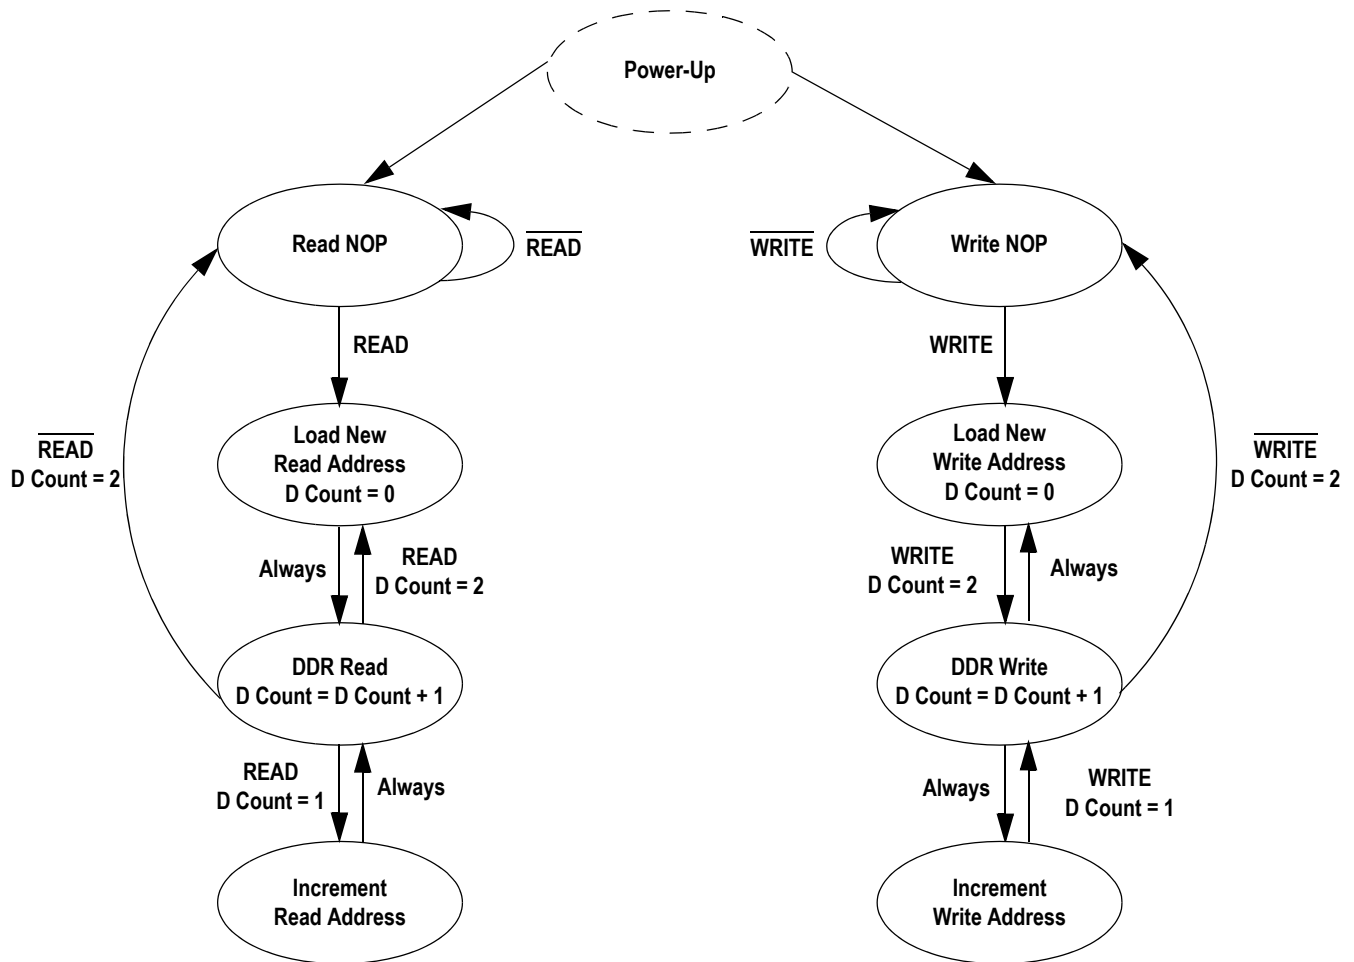 Power-Up
Read NOP
READ
WRITE
Write NOP
READ
WRITE
Load New
Read Address
D Count = 0
Load New
Write Address
D Count = 0
READ
D Count = 2
WRITE
D Count = 2
Always
READ
D Count = 2
WRITE
D Count = 2
Always
DDR Read
D Count = D Count + 1
DDR Write
D Count = D Count + 1
READ
D Count = 1
Always
Always
WRITE
D Count = 1
Increment
Read Address
Increment
Write Address